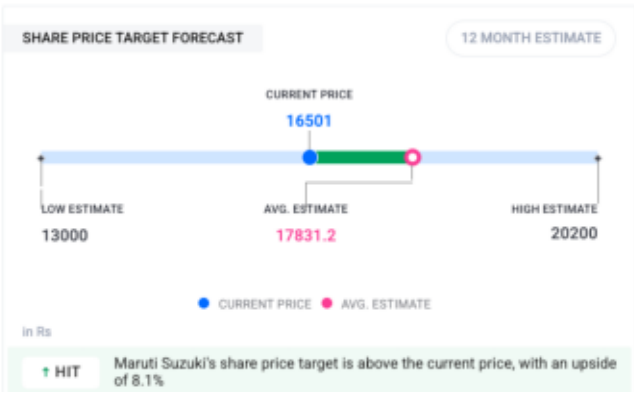 SHARE PRICE TARGET FORECAST
12 MONTH ESTIMATE
CURRENT PRICE
16501
LOW ESTIMATE
AVG. ESTIMATE
HIGH ESTIMATE
13000
17831.2
20200
CURRENT PRICE
AVG. ESTIMATE
in Rs
↑ HIT
Maruti Suzuki's share price target is above the current price, with an upside
of 8.1%